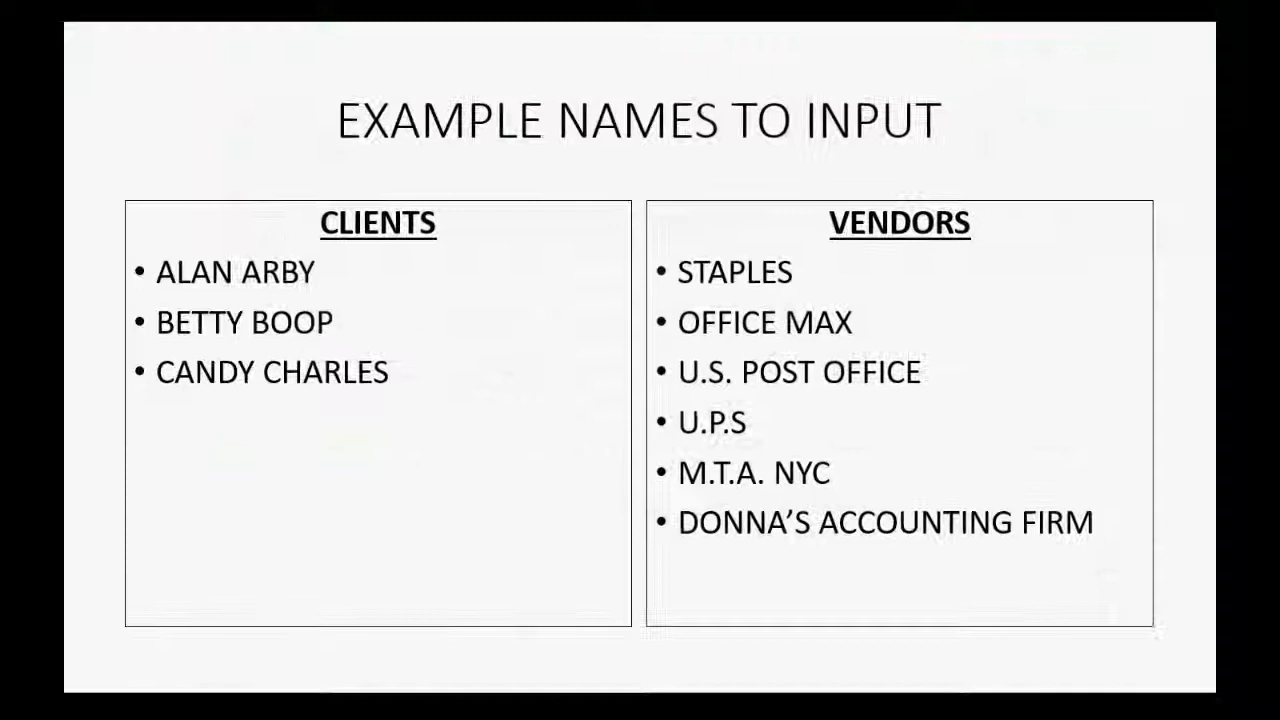 EXAMPLE NAMES TO INPUT
CLIENTS
• ALAN ARBY
• BETTY BOOP
• CANDY CHARLES
VENDORS
• STAPLES
• OFFICE MAX
• U.S. POST OFFICE
• U.P.S
• M.T.A. NYC
• DONNA’S ACCOUNTING FIRM